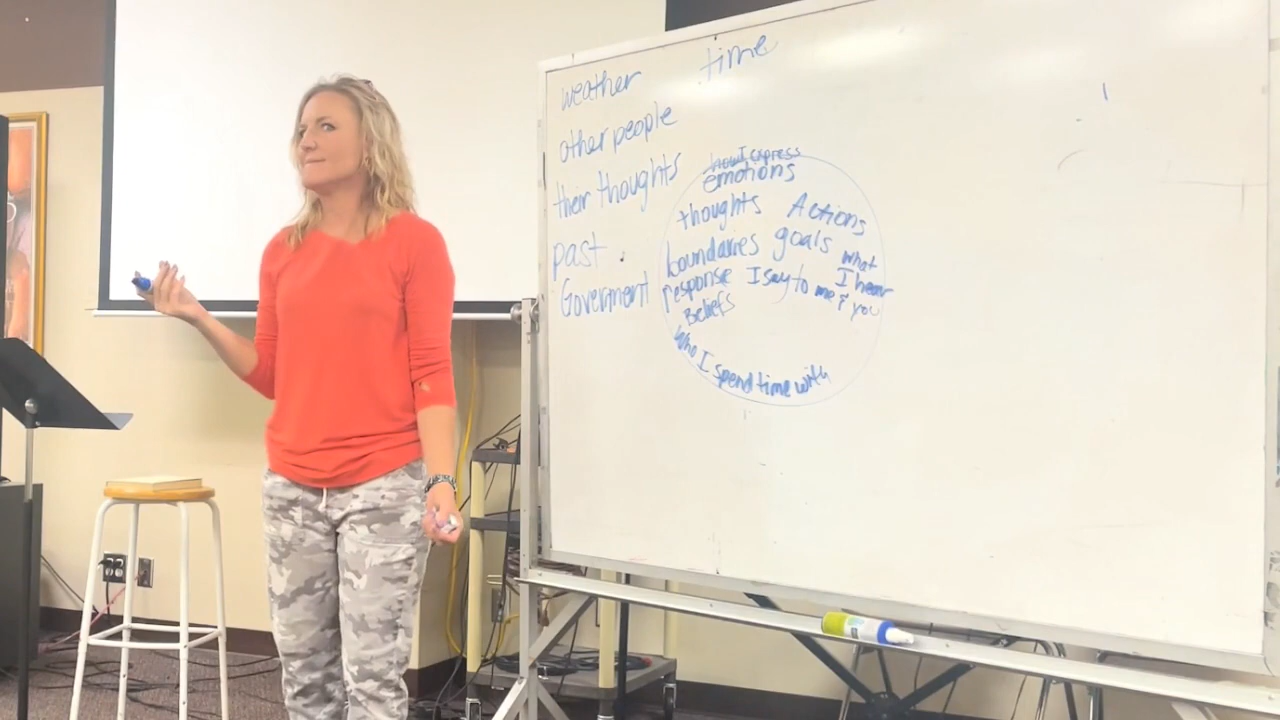 weather
time
other people
their thoughts
past
Goverment
how I express
emotions
thoughts
Actions
boundaries
goals
what
I hear
response
I say to me & you
Beliefs
Who I spend time with